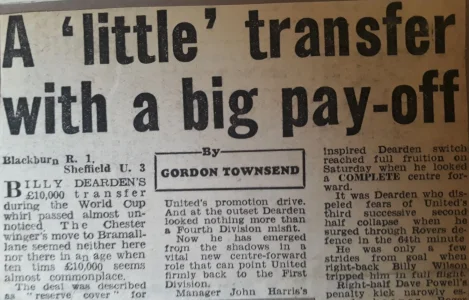 A 'little' transfer
with a big pay-off
Blackburn R. 1,
Sheffield U. 3
By
GORDON TOWNSEND
BILLY DEARDEN'S
£10,000 transfer
during the World Cup
whirl passed almost un-
noticed. The Chester
winger's move to Bramall-
lane seemed neither here
nor there in an age when
ten tims £10,000 seems
almost commonplace.
The deal was described
as "reserve cover" for
United's promotion drive.
And at the outset Dearden
looked nothing more than
a Fourth Division misfit.
Now he has emerged
from the shadows in a
vital new centre-forward
role that can point United
firmly back to the First
Division.
Manager John Harris's
inspired Dearden switch
reached full fruition on
Saturday when he looked
a COMPLETE centre for-
ward.
It was Dearden who dis-
peled fears of United's
third successive second
half collapse when he
surged through Rovers de-
fence in the 64th minute
He was only a few
strides from goal when
right-back Billy Wilson
tripped him in full flight.
Right-half Dave Powell's
penalty kick narrowly es-